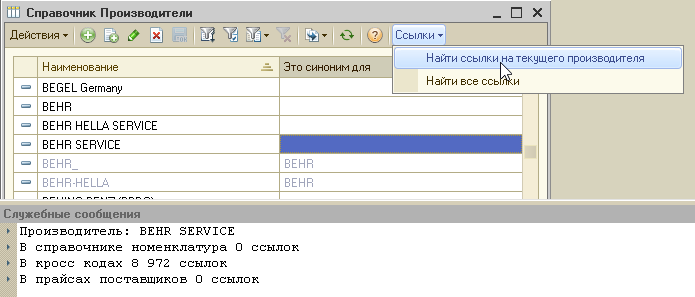 Справочник Производители
Действия
Ссылки
Найти ссылки на текущего производителя
Найти все ссылки
Наименование
Это синоним для
BEGEL Germany
BEHR
BEHR HELLA SERVICE
BEHR SERVICE
BEHR_ BEHR
BEHR-HELLA BEHR
Служебные сообщения
Производитель: BEHR SERVICE
В справочнике номенклатура 0 ссылок
В кросс кодах 8 972 ссылок
В прайсах поставщиков 0 ссылок